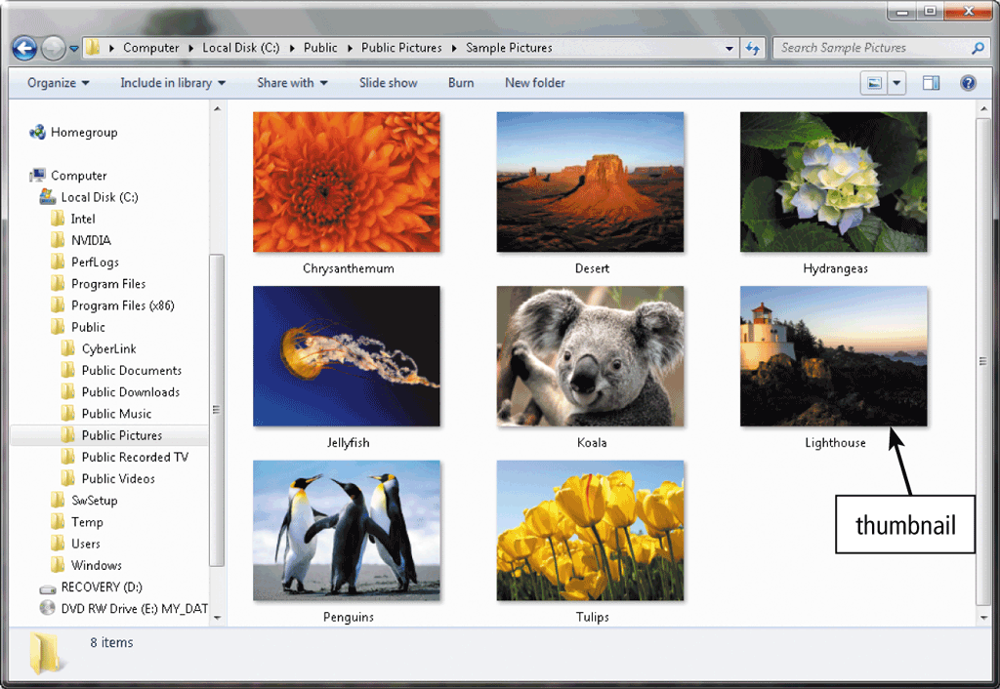 Computer Local Disk (C:) Public Public Pictures Sample Pictures
Search Sample Pictures
Organize Include in library Share with Slide show Burn New folder
Homegroup
Computer
Local Disk (C:)
Intel
NVIDIA
PerfLogs
Program Files
Program Files (x86)
Public
CyberLink
Public Documents
Public Downloads
Public Music
Public Pictures
Public Recorded TV
Public Videos
SwSetup
Temp
Users
Windows
RECOVERY (D:)
DVD RW Drive (E:) MY_DAT
Chrysanthemum
Desert
Hydrangeas
Jellyfish
Koala
Lighthouse
thumbnail
Penguins
Tulips
8 items